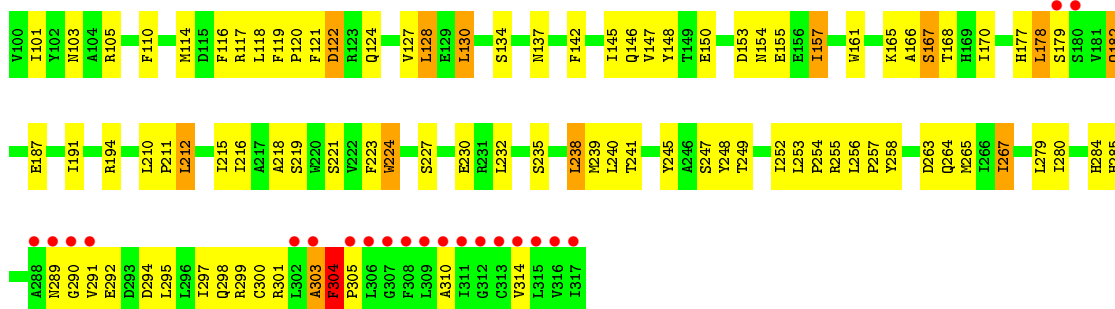 V100 I101 Y102 N103 A104 R105 F110 M114 D115 F116 R117 L118 F119 P120 F121 D122 R123 Q124 V127 L128 E129 L130 S134 N137 F142 I145 Q146 V147 Y148 T149 E150 D153 N154 E155 E156 I157 W161 K165 A166 S167 T168 H169 I170 H177 L178 S179 S180 V181
E187 I191 R194 L210 P211 L212 I215 I216 A217 A218 S219 W220 S221 V222 F223 W224 S227 E230 R231 L232 S235 L238 M239 L240 T241 Y245 A246 S247 Y248 T249 I252 L253 P254 R255 L256 P257 Y258 D263 Q264 M265 I266 I267 L279 I280 H284
A288 N289 G290 V291 E292 D293 D294 L295 L296 I297 Q298 R299 C300 R301 L302 A303 F304 P305 L306 G307 F308 L309 A310 I311 G312 C313 V314 L315 V316 I317